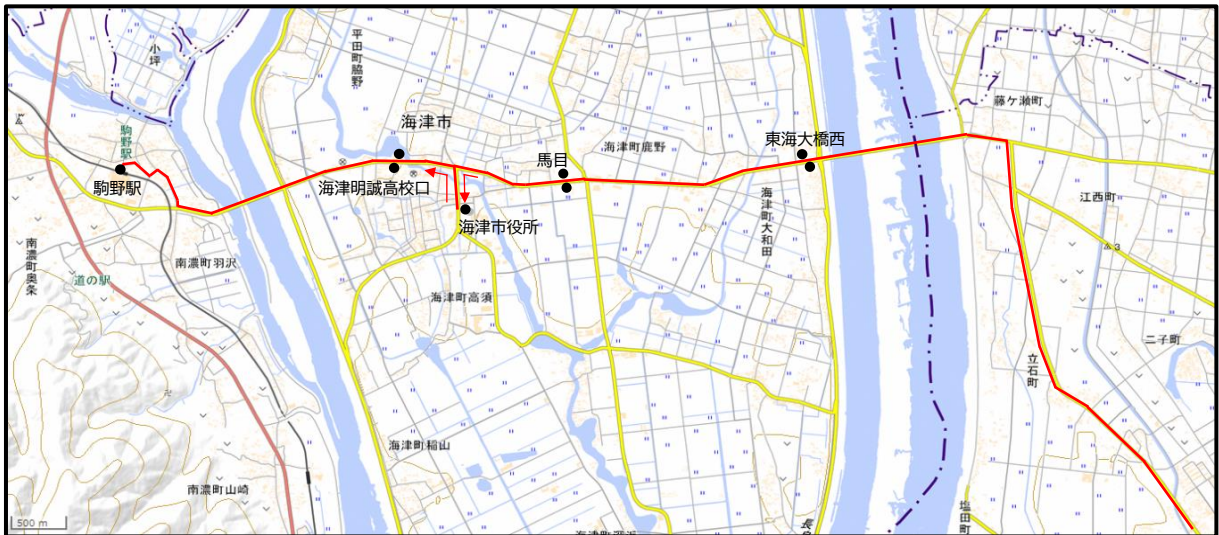 小坪
平田町脇野
藤ケ瀬町
駒野駅
海津市
馬目
海津町鹿野
東海大橋西
駒野駅
海津明誠高校口
海津市役所
海津町大和田
江西町
3
南濃町奥条
道の駅
南濃町羽沢
海津町高須
立石町
二子町
海津町稲山
南濃町山崎
塩田町
500 m